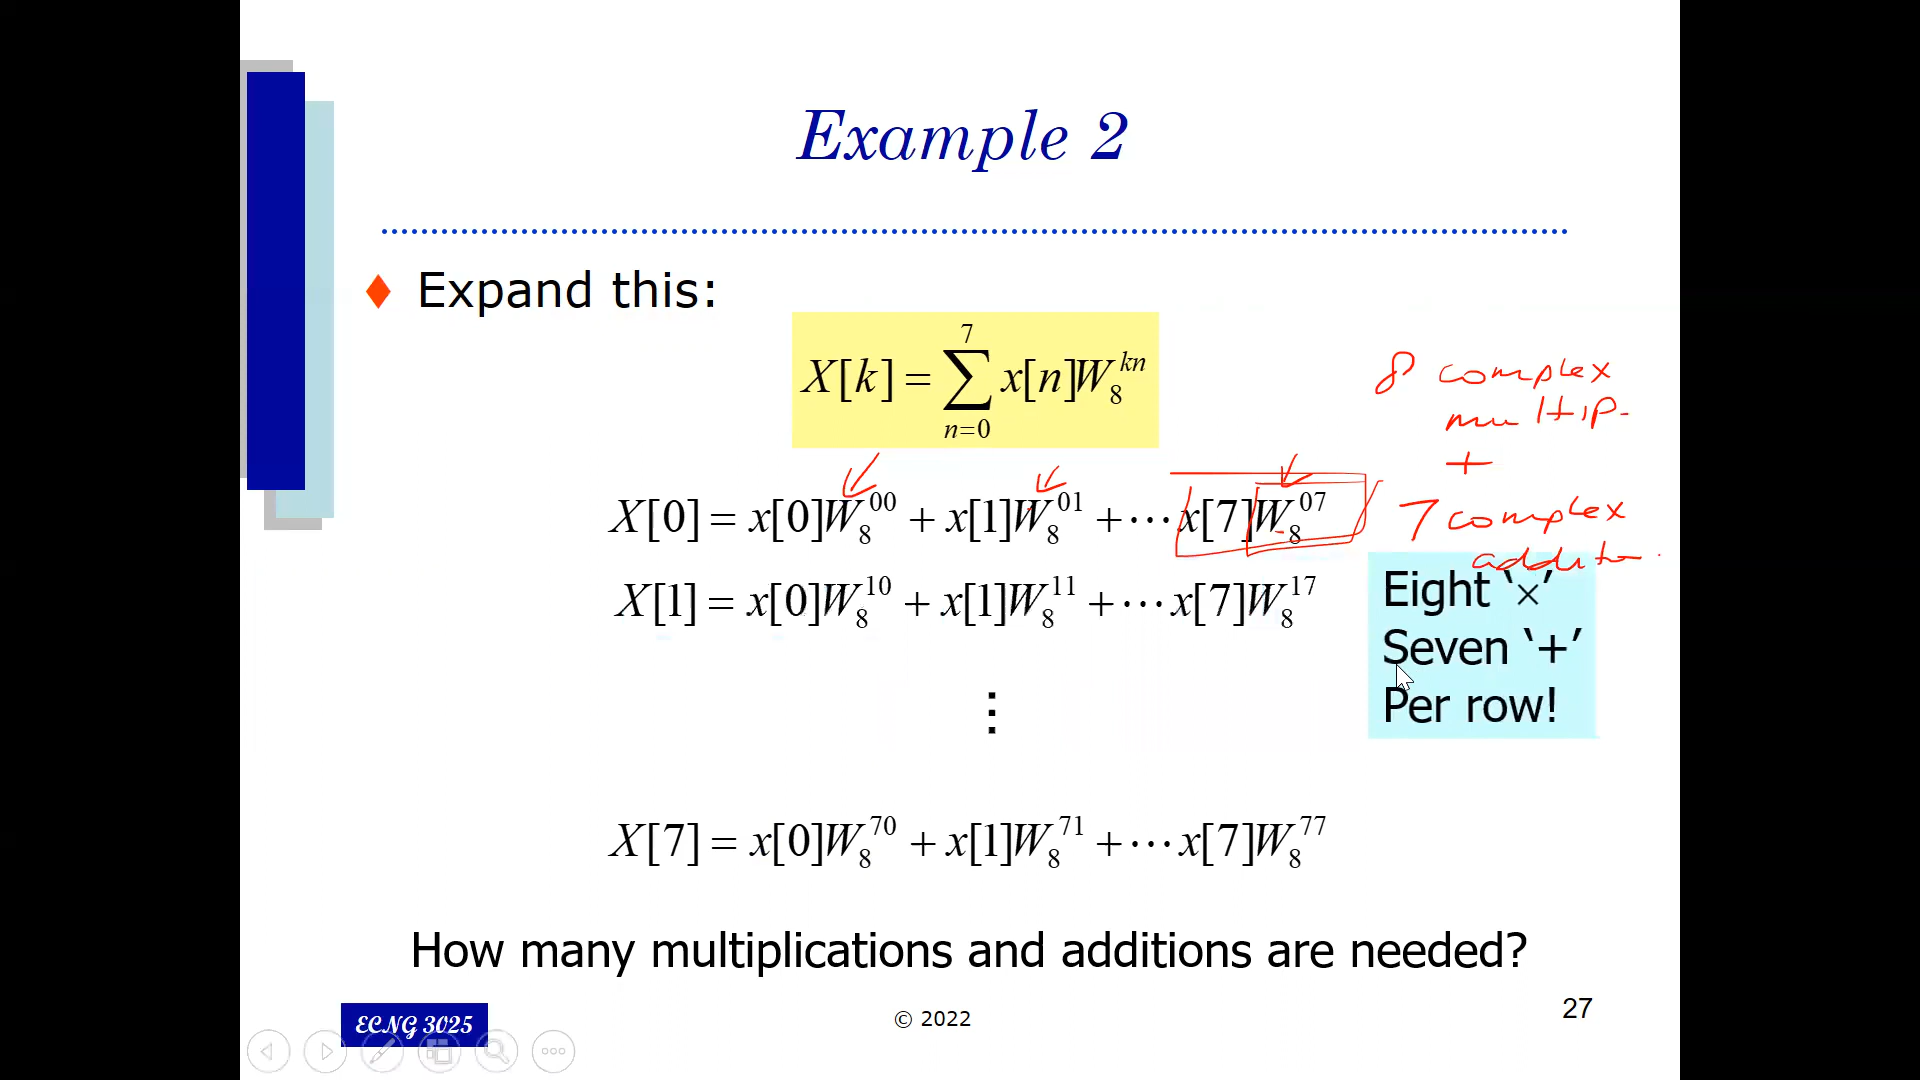 Example 2
Expand this:
X[k] = \sum_{n=0}^{7} x[n]W_8^{kn}
8 complex
multip.
+
7 complex
X[0] = x[0]W_8^{00} + x[1]W_8^{01} + ⋯ x[7]W_8^{07}
X[1] = x[0]W_8^{10} + x[1]W_8^{11} + ⋯ x[7]W_8^{17}
⋮
X[7] = x[0]W_8^{70} + x[1]W_8^{71} + ⋯ x[7]W_8^{77}
Eight ‘×’
Seven ‘+’
Per row!
How many multiplications and additions are needed?
ECNG 3025
© 2022
27